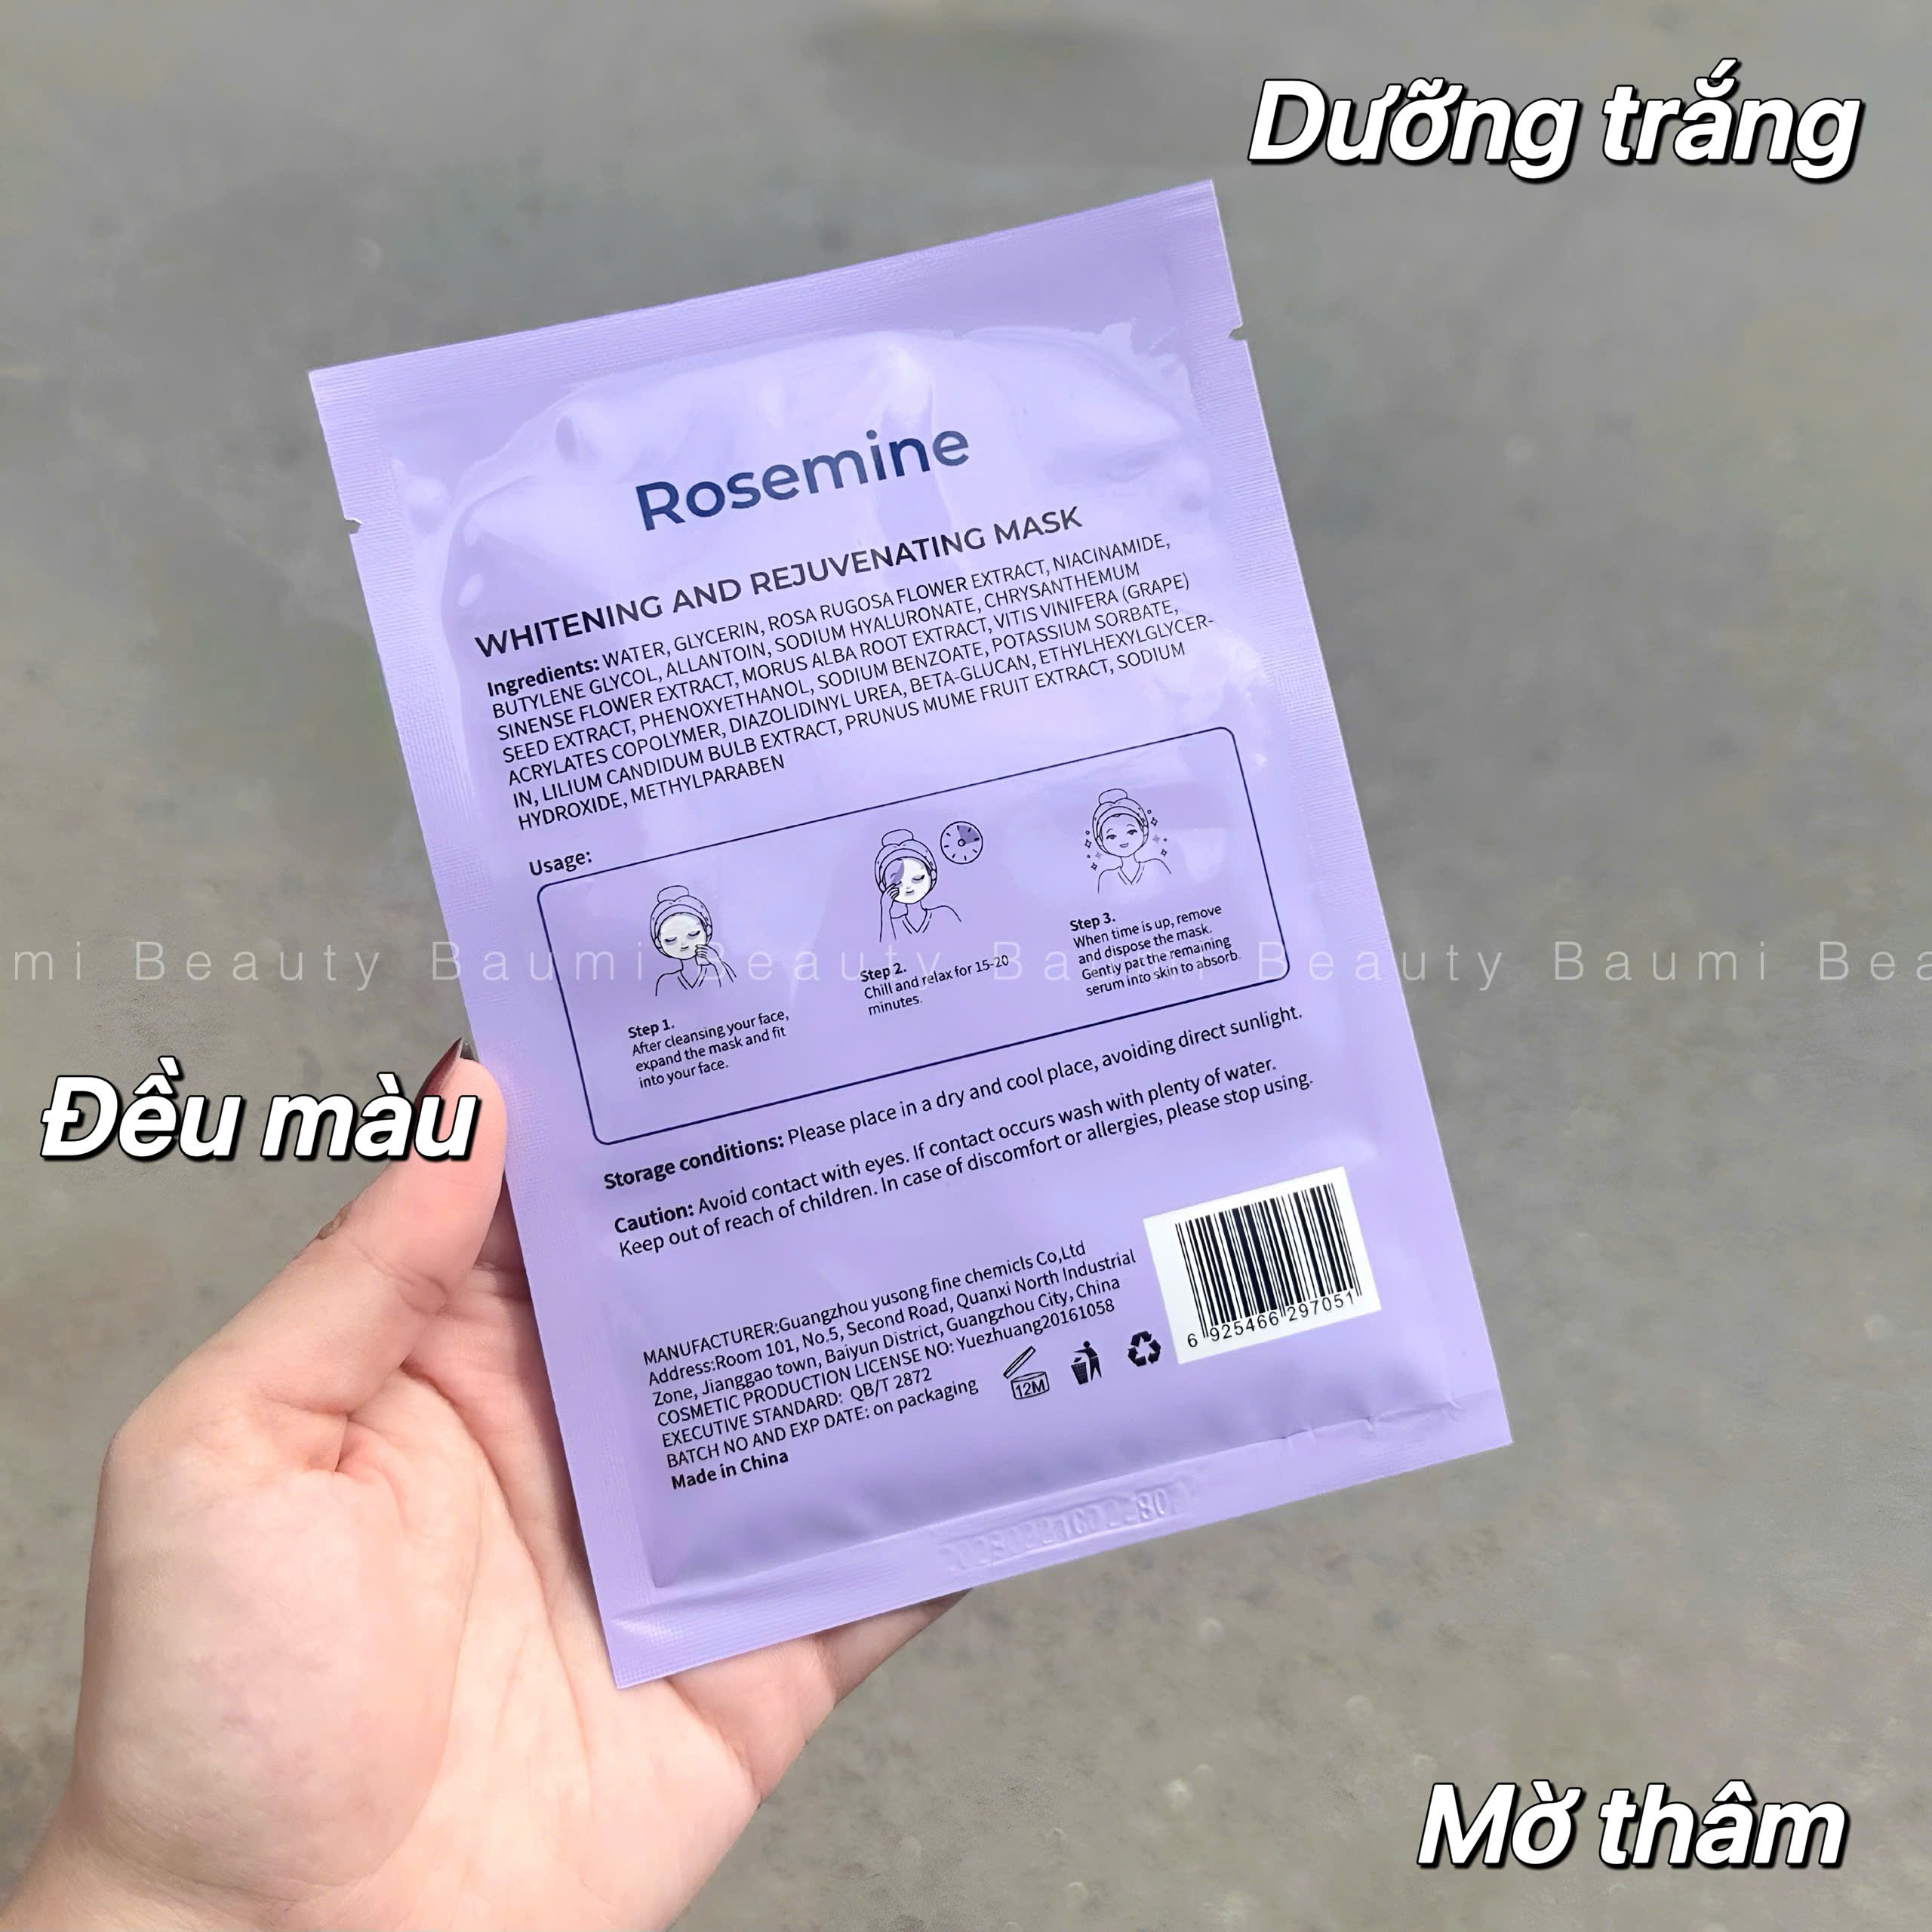 Dưỡng trắng
Rosemine
WHITENING AND REJUVENATING MASK
Ingredients: WATER, GLYCERIN, ROSA RUGOSA FLOWER EXTRACT, NIACINAMIDE,
BUTYLENE GLYCOL, ALLANTOIN, SODIUM HYALURONATE, CHRYSANTHEMUM
SINENSE FLOWER EXTRACT, MORUS ALBA ROOT EXTRACT, VITIS VINIFERA (GRAPE)
SEED EXTRACT, PHENOXYETHANOL, SODIUM BENZOATE, POTASSIUM SORBATE,
ACRYLATES COPOLYMER, DIAZOLIDINYL UREA, BETA-GLUCAN, ETHYLHEXYLGLYCER-
IN, LILIUM CANDIDUM BULB EXTRACT, PRUNUS MUME FRUIT EXTRACT, SODIUM
HYDROXIDE, METHYLPARABEN
Usage:
Step 1.
After cleansing your face,
expand the mask and fit
into your face.
Step 2.
Chill and relax for 15-20
minutes.
Step 3.
When time is up, remove
and dispose the mask.
Gently pat the remaining
serum into skin to absorb.
mi Beauty Baumi Beauty Baumi Beauty Baumi Bea
Đều màu
Storage conditions: Please place in a dry and cool place, avoiding direct sunlight.
Caution: Avoid contact with eyes. If contact occurs wash with plenty of water.
Keep out of reach of children. In case of discomfort or allergies, please stop using.
MANUFACTURER:Guangzhou yusong fine chemicls Co,Ltd
Address:Room 101, No.5, Second Road, Quanxi North Industrial
Zone, Jianggao town, Baiyun District, Guangzhou City, China
COSMETIC PRODUCTION LICENSE NO: Yuezhuang20161058
EXECUTIVE STANDARD: QB/T 2872
BATCH NO AND EXP DATE: on packaging
Made in China
12M
6 925466 297051
Mờ thâm